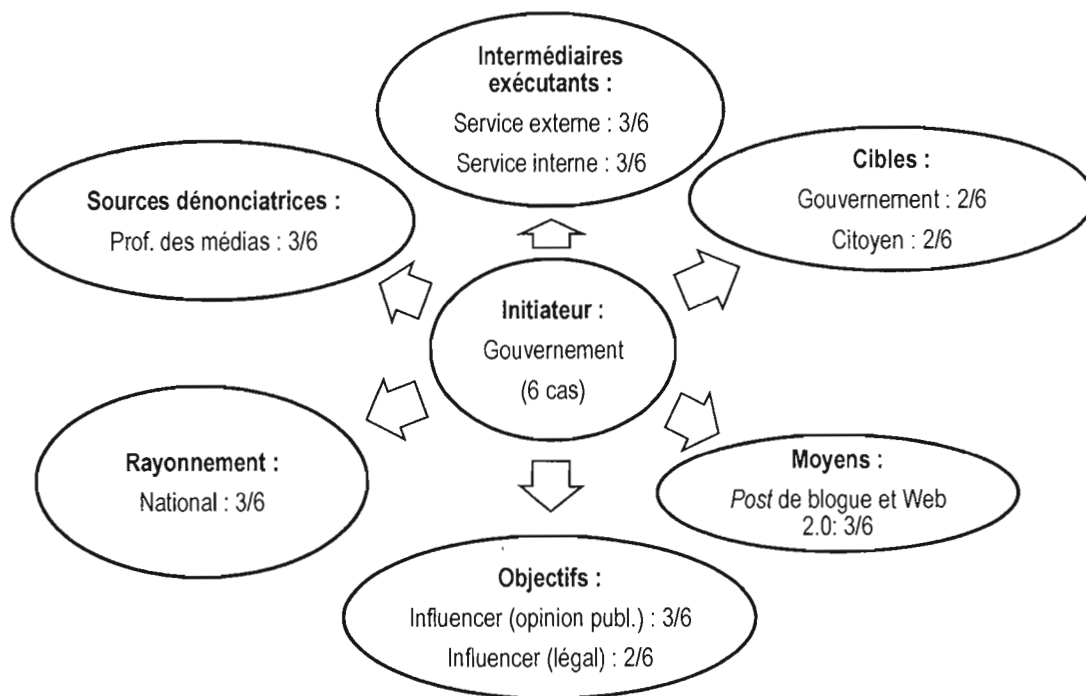 Intermédiaires
exécutants :
Service externe : 3/6
Service interne : 3/6
Sources dénonciatrices :
Prof. des médias : 3/6
Cibles :
Gouvernement : 2/6
Citoyen : 2/6
Initiateur :
Gouvernement
(6 cas)
Rayonnement :
National : 3/6
Moyens :
Post de blogue et Web
2.0: 3/6
Objectifs :
Influencer (opinion publ.) : 3/6
Influencer (légal) : 2/6